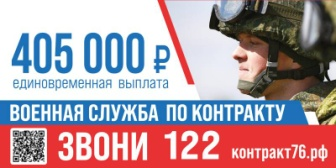 405 000 ₽
единовременная выплата
ВОЕННАЯ СЛУЖБА ПО КОНТРАКТУ
ЗВОНИ 122 контракт76.рф